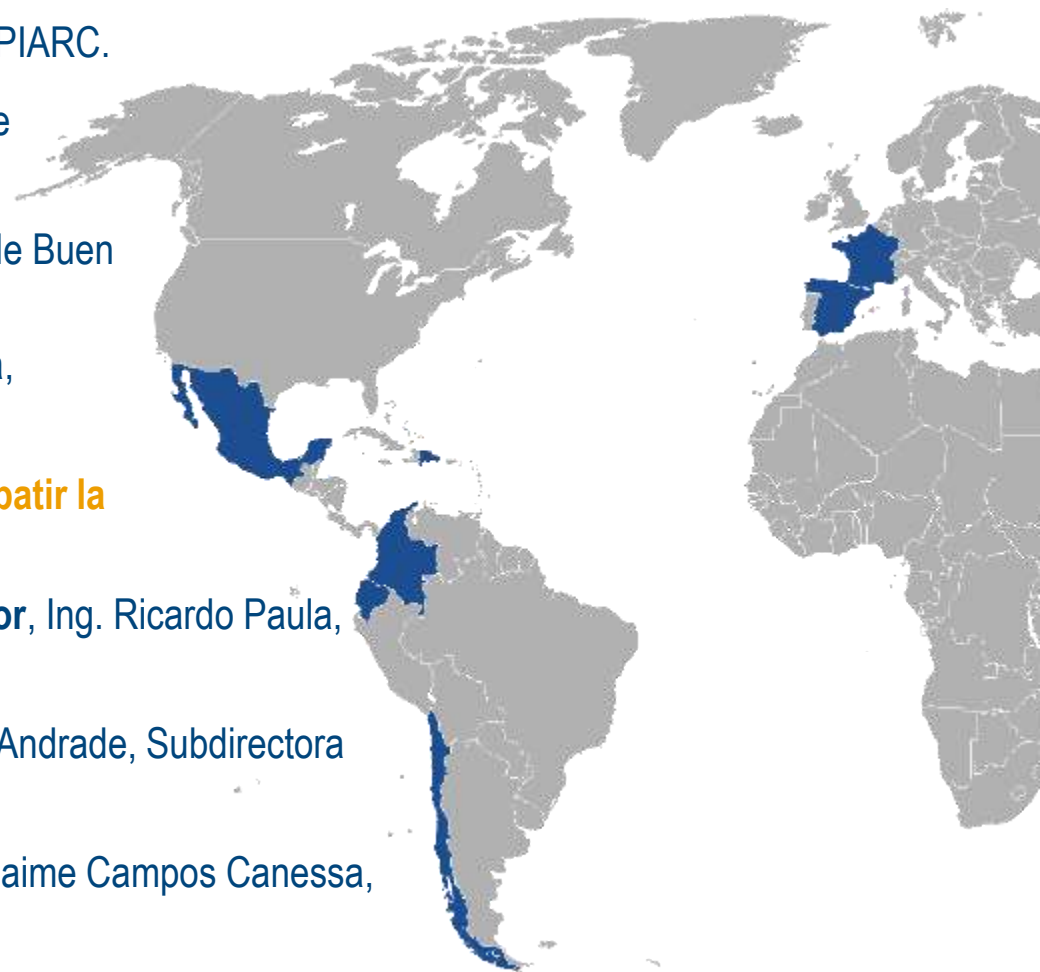 PIARC.
e
de Buen
a,
batir la
or, Ing. Ricardo Paula,
Andrade, Subdirectora
aime Campos Canessa,